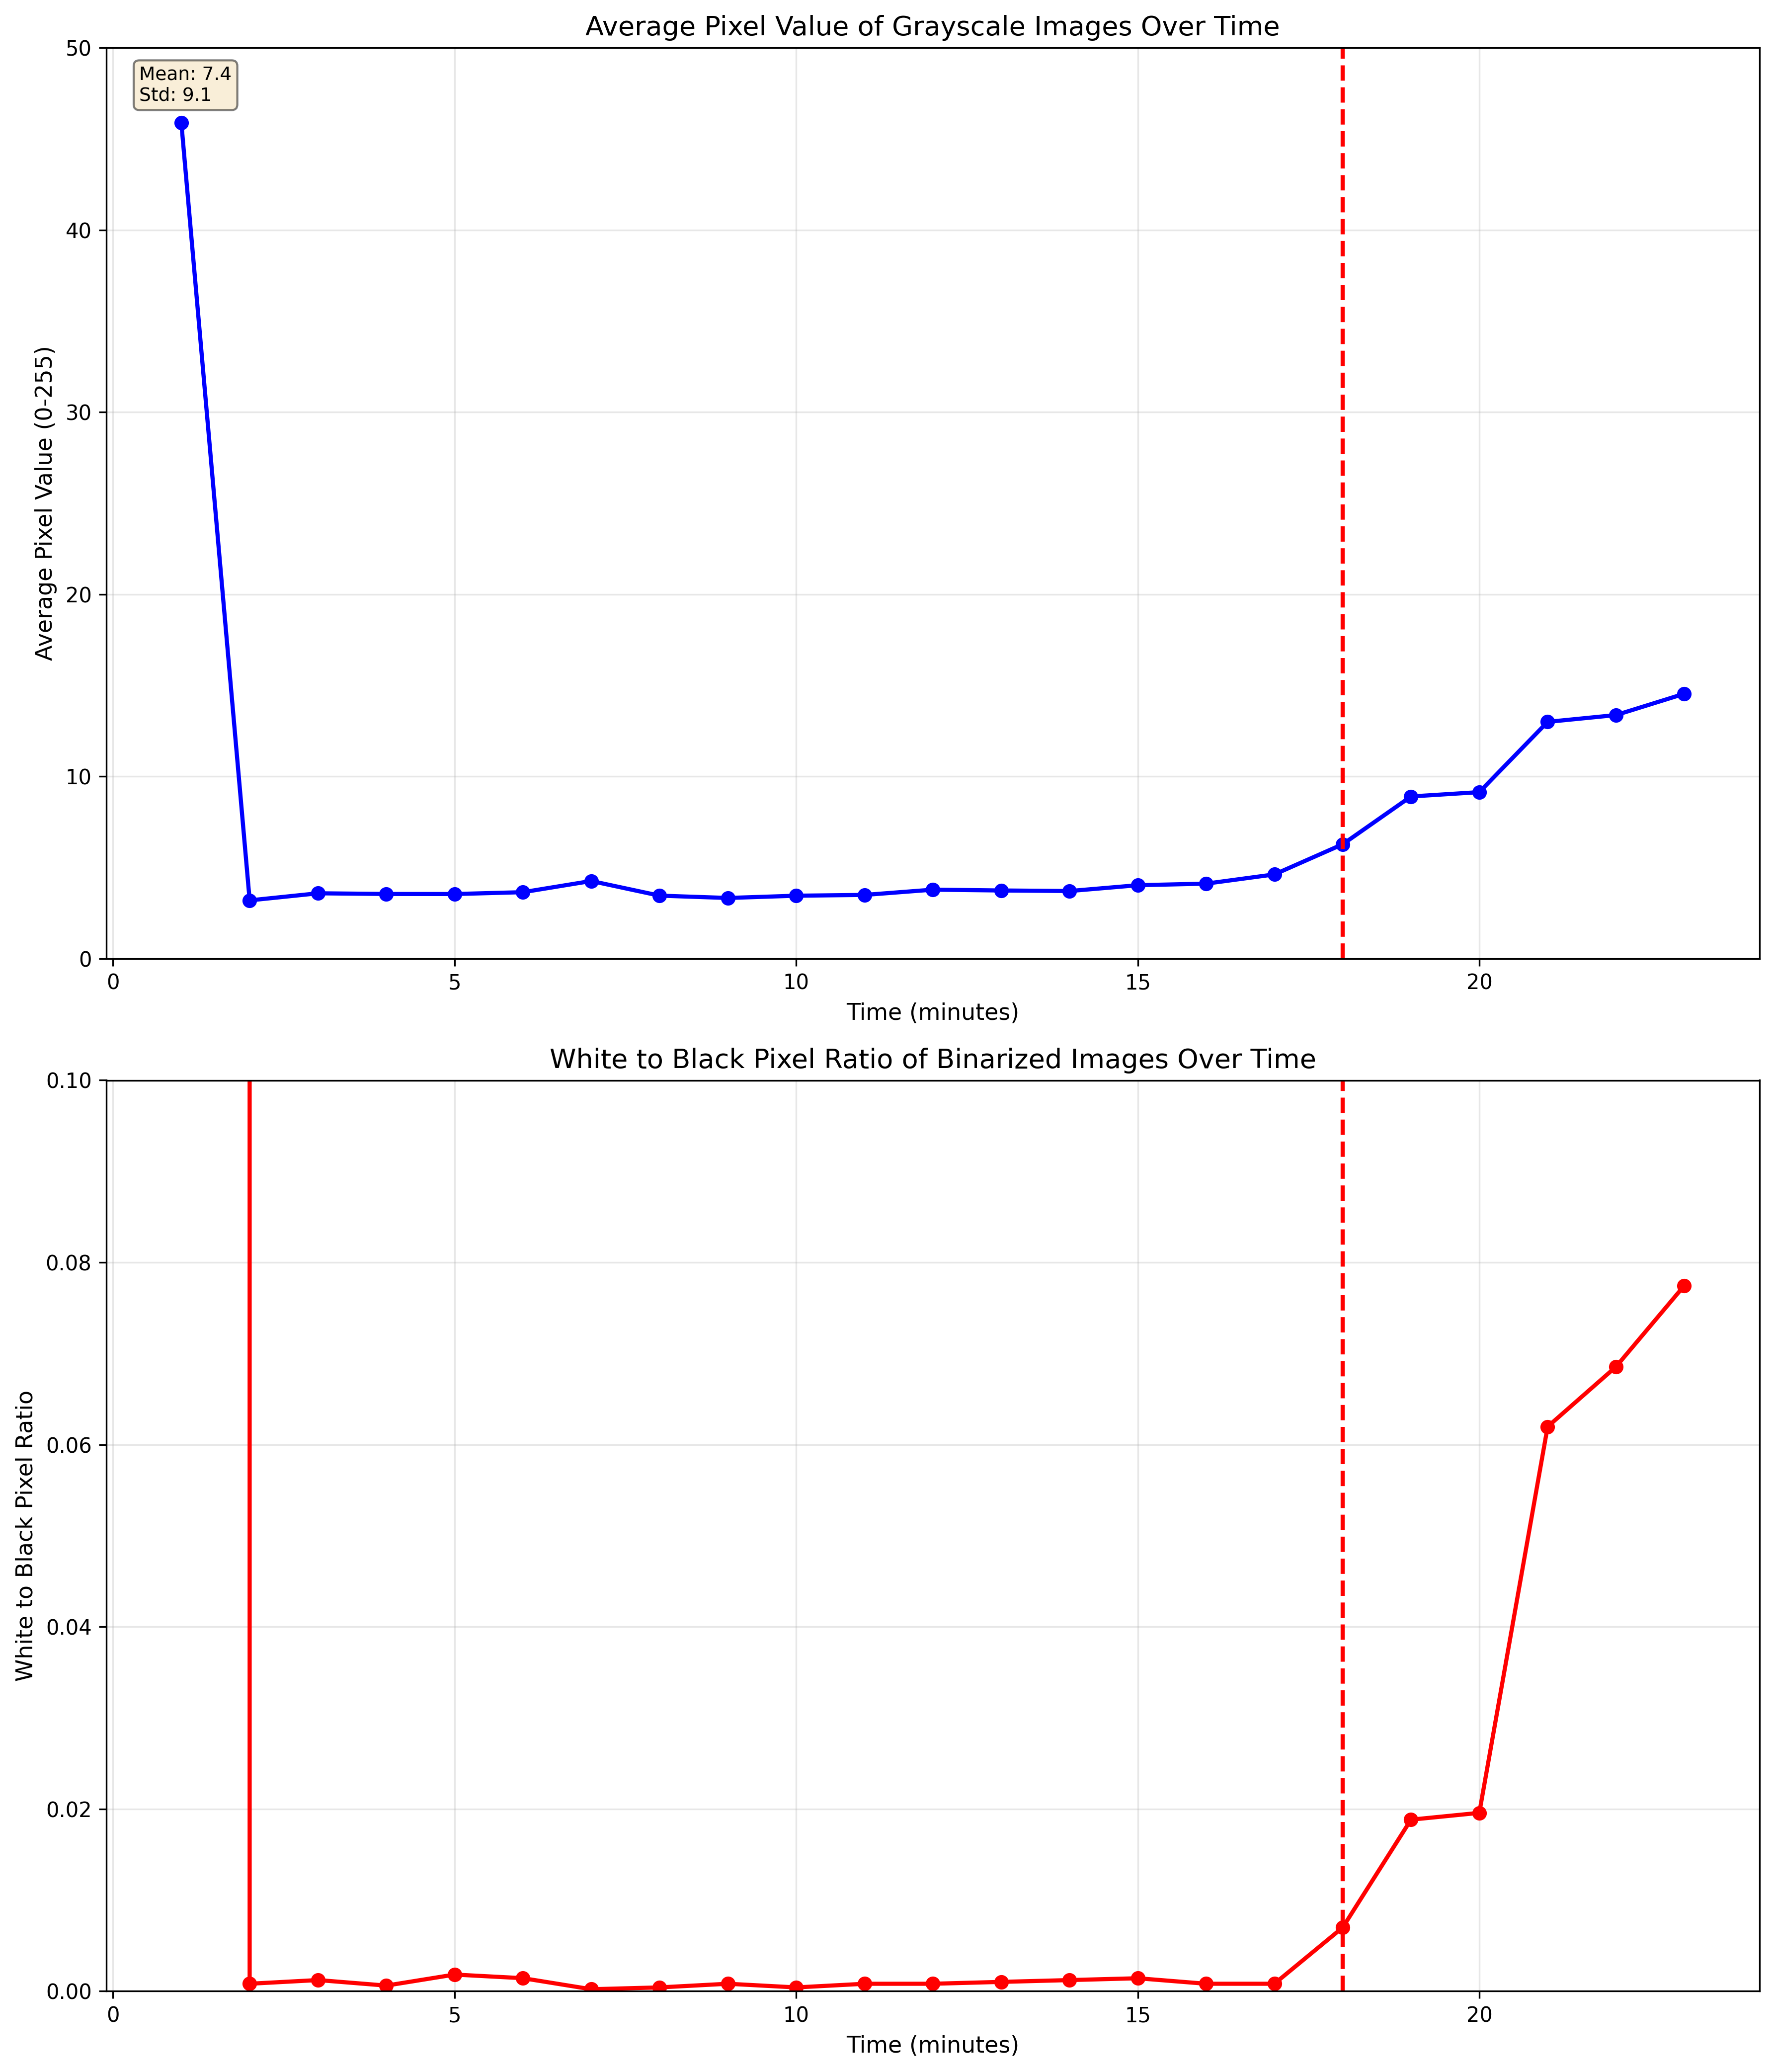 Average Pixel Value of Grayscale Images Over Time
50
Mean: 7.4
Std: 9.1
40
30
20
10
0
Average Pixel Value (0-255)
0 5 10 15 20
Time (minutes)
White to Black Pixel Ratio of Binarized Images Over Time
0.10
0.08
0.06
0.04
0.02
0.00
White to Black Pixel Ratio
0 5 10 15 20
Time (minutes)